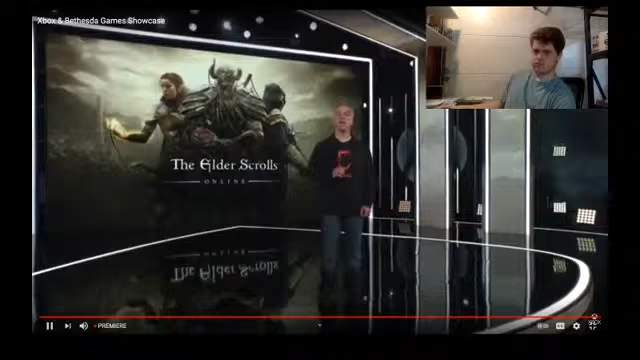 Xbox & Bethesda Games Showcase
The Elder Scrolls
ONLINE
PREMIERE